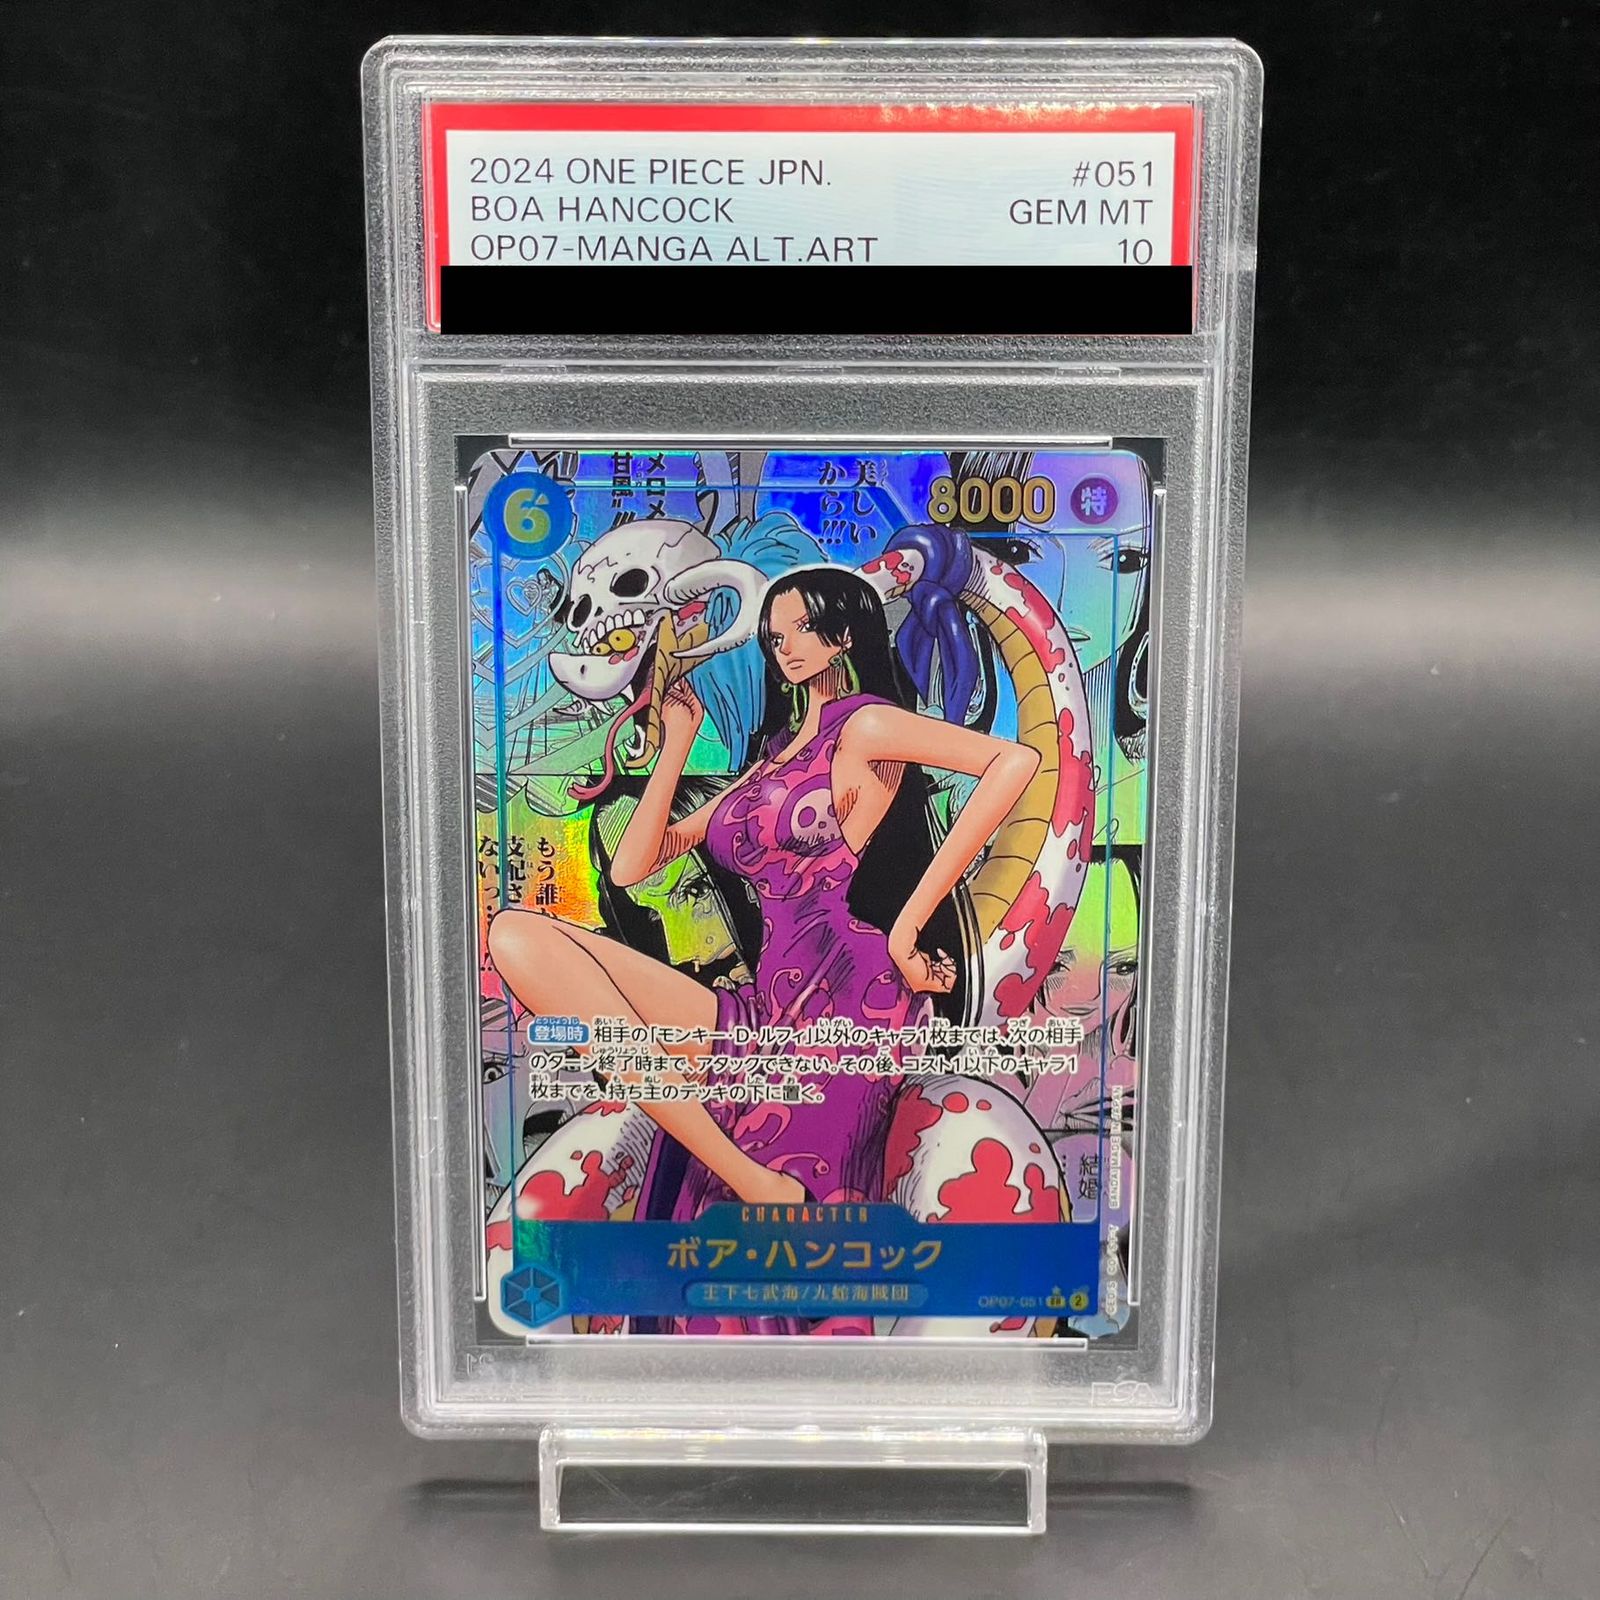 2024 ONE PIECE JPN. #051
BOA HANCOCK GEM MT
OP07-MANGA ALT.ART 10
6
8000 特
メロメロ
甘風"!!!
美しい
から!!!
もう誰
支配さ
ない
登場時 相手の「モンキー・D・ルフィ」以外のキャラ1枚までは、次の相手
のターン終了時まで、アタックできない。その後、コスト1以下のキャラ1
枚までを、持ち主のデッキの下に置く。
結婚
BANDAI MADE IN JAPAN
CHARACTER
ボア・ハンコック
王下七武海/九蛇海賊団
OP07-051 SR 2
PSA